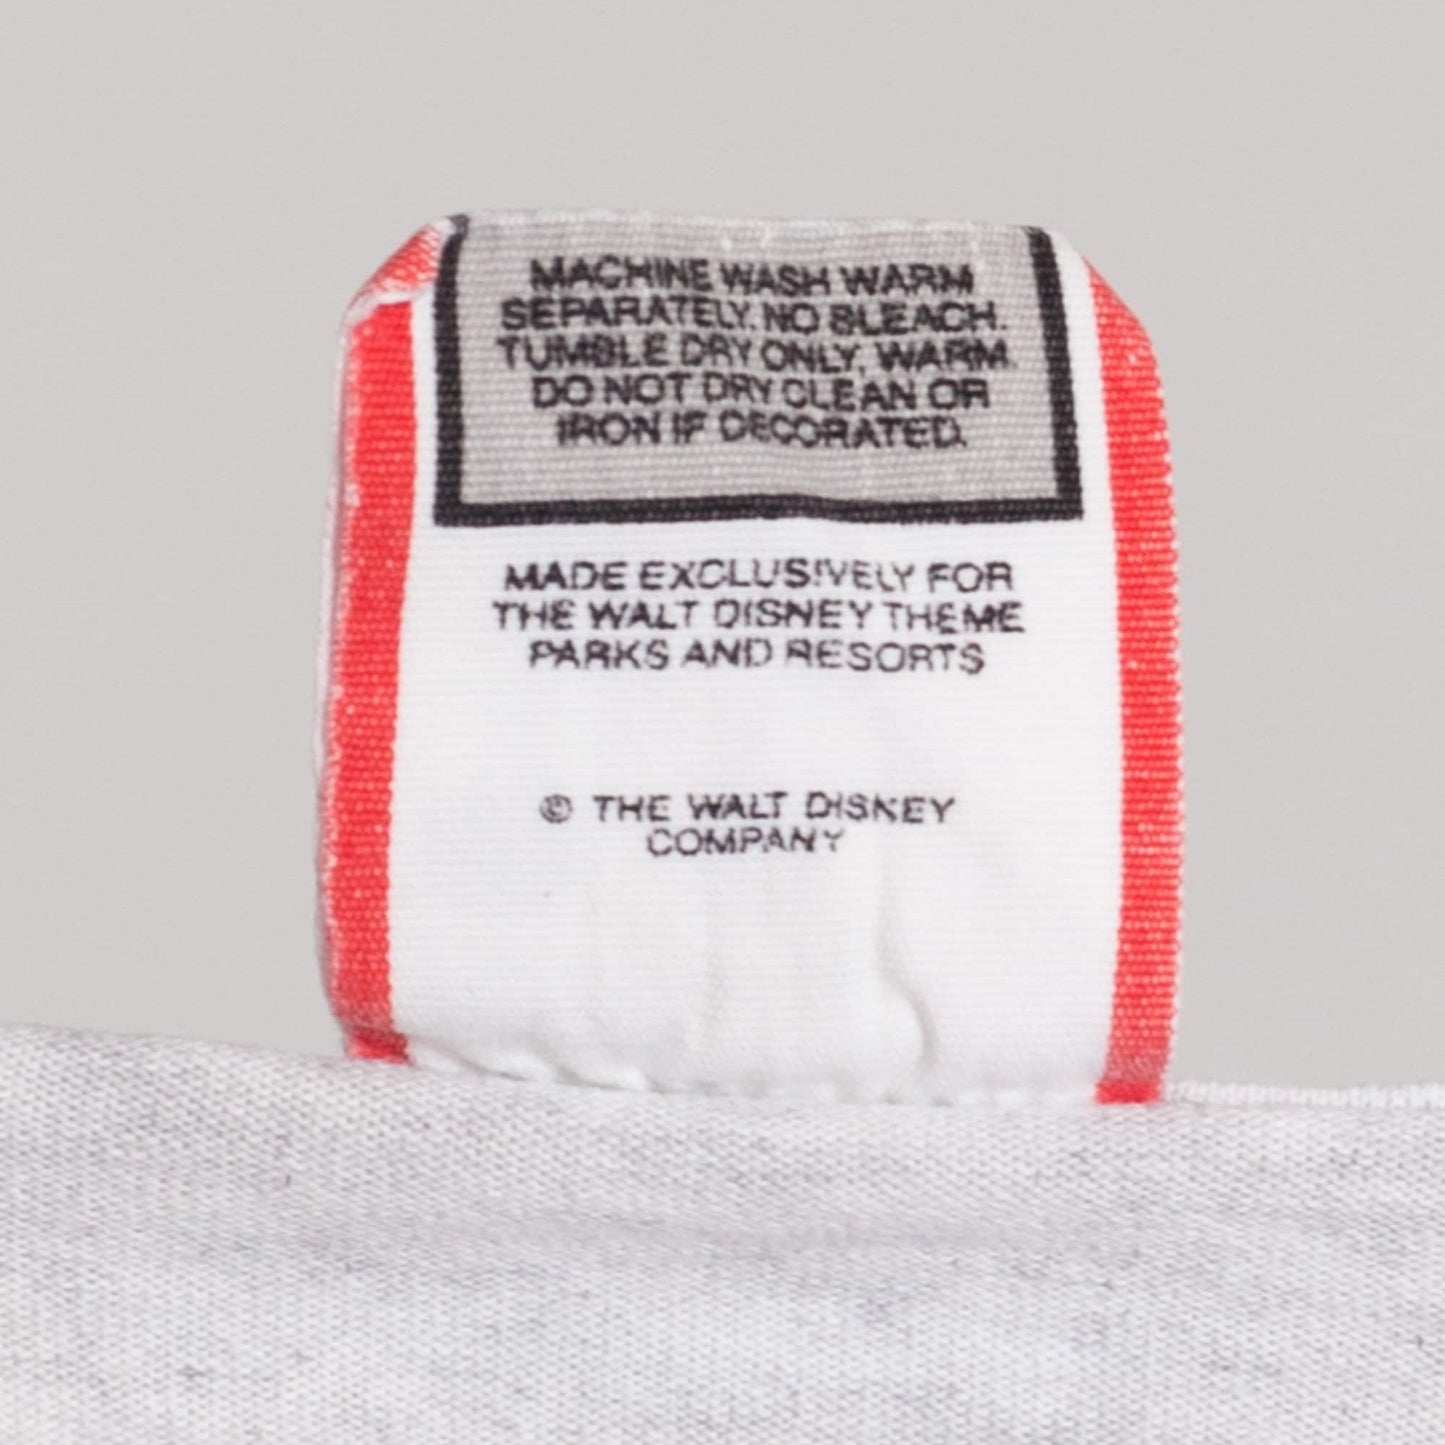 MACHINE WASH WARM
SEPARATELY. NO BLEACH.
TUMBLE DRY ONLY, WARM.
DO NOT DRY CLEAN OR
IRON IF DECORATED.
MADE EXCLUSIVELY FOR
THE WALT DISNEY THEME
PARKS AND RESORTS
© THE WALT DISNEY
COMPANY